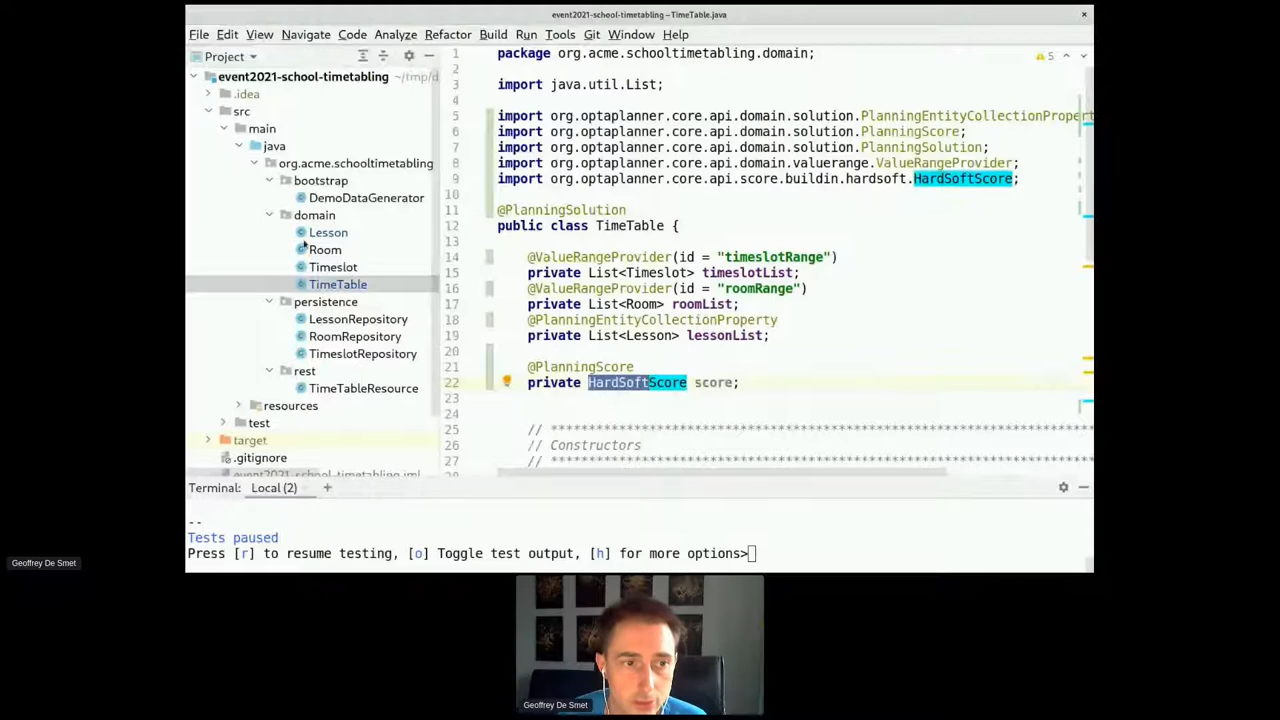 event2021-school-timetabling – TimeTable.java
File Edit View Navigate Code Analyze Refactor Build Run Tools Git Window Help
Project
event2021-school-timetabling ~/tmp/d
.idea
src
main
java
org.acme.schooltimetabling
bootstrap
DemoDataGenerator
domain
Lesson
Room
Timeslot
TimeTable
persistence
LessonRepository
RoomRepository
TimeslotRepository
rest
TimeTableResource
resources
test
target
.gitignore
event2021_school_timetabling.iml
1 package org.acme.schooltimetabling.domain;
2
3 import java.util.List;
4
5 import org.optaplanner.core.api.domain.solution.PlanningEntityCollectionPropert
6 import org.optaplanner.core.api.domain.solution.PlanningScore;
7 import org.optaplanner.core.api.domain.solution.PlanningSolution;
8 import org.optaplanner.core.api.domain.valuerange.ValueRangeProvider;
9 import org.optaplanner.core.api.score.buildin.hardsoft.HardSoftScore;
10
11 @PlanningSolution
12 public class TimeTable {
13
14 @ValueRangeProvider(id = "timeslotRange")
15 private List<Timeslot> timeslotList;
16 @ValueRangeProvider(id = "roomRange")
17 private List<Room> roomList;
18 @PlanningEntityCollectionProperty
19 private List<Lesson> lessonList;
20
21 @PlanningScore
22 private HardSoftScore score;
23
24
25 // ************************************************************************
26 // Constructors
27 // ************************************************************************
5
Terminal: Local (2) +
--
Tests paused
Press [r] to resume testing, [o] Toggle test output, [h] for more options>
Geoffrey De Smet
Geoffrey De Smet